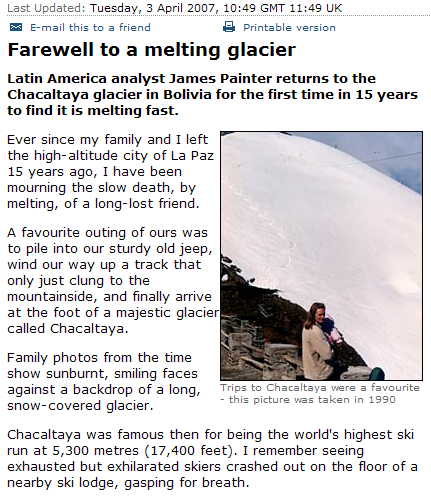 Last Updated: Tuesday, 3 April 2007, 10:49 GMT 11:49 UK
E-mail this to a friend
Printable version
Farewell to a melting glacier
Latin America analyst James Painter returns to the
Chacaltaya glacier in Bolivia for the first time in 15 years
to find it is melting fast.
Ever since my family and I left
the high-altitude city of La Paz
15 years ago, I have been
mourning the slow death, by
melting, of a long-lost friend.
A favourite outing of ours was
to pile into our sturdy old jeep,
wind our way up a track that
only just clung to the
mountainside, and finally arrive
at the foot of a majestic glacier
called Chacaltaya.
Family photos from the time
show sunburnt, smiling faces
against a backdrop of a long,
snow-covered glacier.
Trips to Chacaltaya were a favourite
- this picture was taken in 1990
Chacaltaya was famous then for being the world's highest ski
run at 5,300 metres (17,400 feet). I remember seeing
exhausted but exhilarated skiers crashed out on the floor of a
nearby ski lodge, gasping for breath.